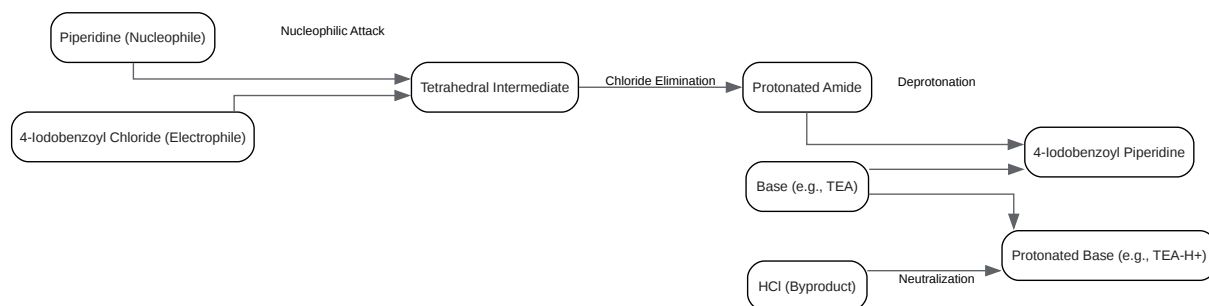 Piperidine (Nucleophile)
Nucleophilic Attack
4-Iodobenzoyl Chloride (Electrophile)
Tetrahedral Intermediate
Chloride Elimination
Protonated Amide
Deprotonation
4-Iodobenzoyl Piperidine
Base (e.g., TEA)
Protonated Base (e.g., TEA-H+)
HCl (Byproduct)
Neutralization